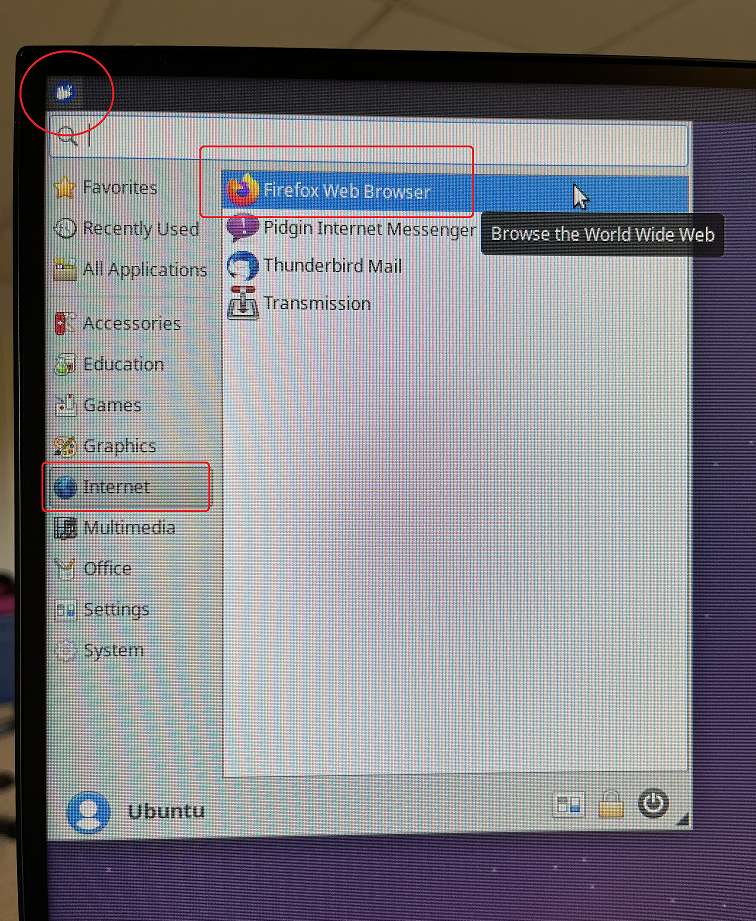 Favorites
Recently Used
All Applications
Accessories
Education
Games
Graphics
Internet
Multimedia
Office
Settings
System
Firefox Web Browser
Pidgin Internet Messenger
Thunderbird Mail
Transmission
Browse the World Wide Web
Ubuntu